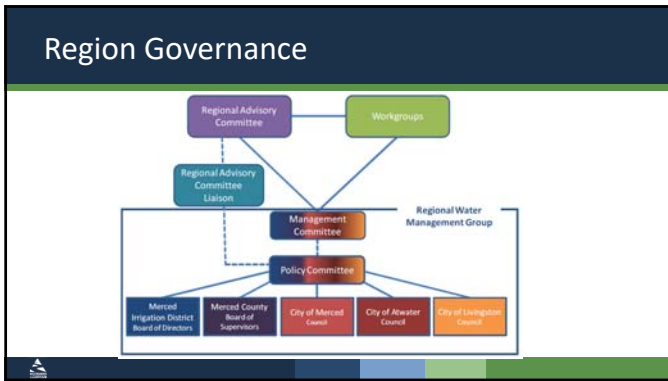 Region Governance
Regional Advisory
Committee
Workgroups
Regional Advisory
Committee
Liaison
Regional Water
Management Group
Management
Committee
Policy Committee
Merced
Irrigation District
Board of Directors
Merced County
Board of
Supervisors
City of Merced
Council
City of Atwater
Council
City of Livingston
Council